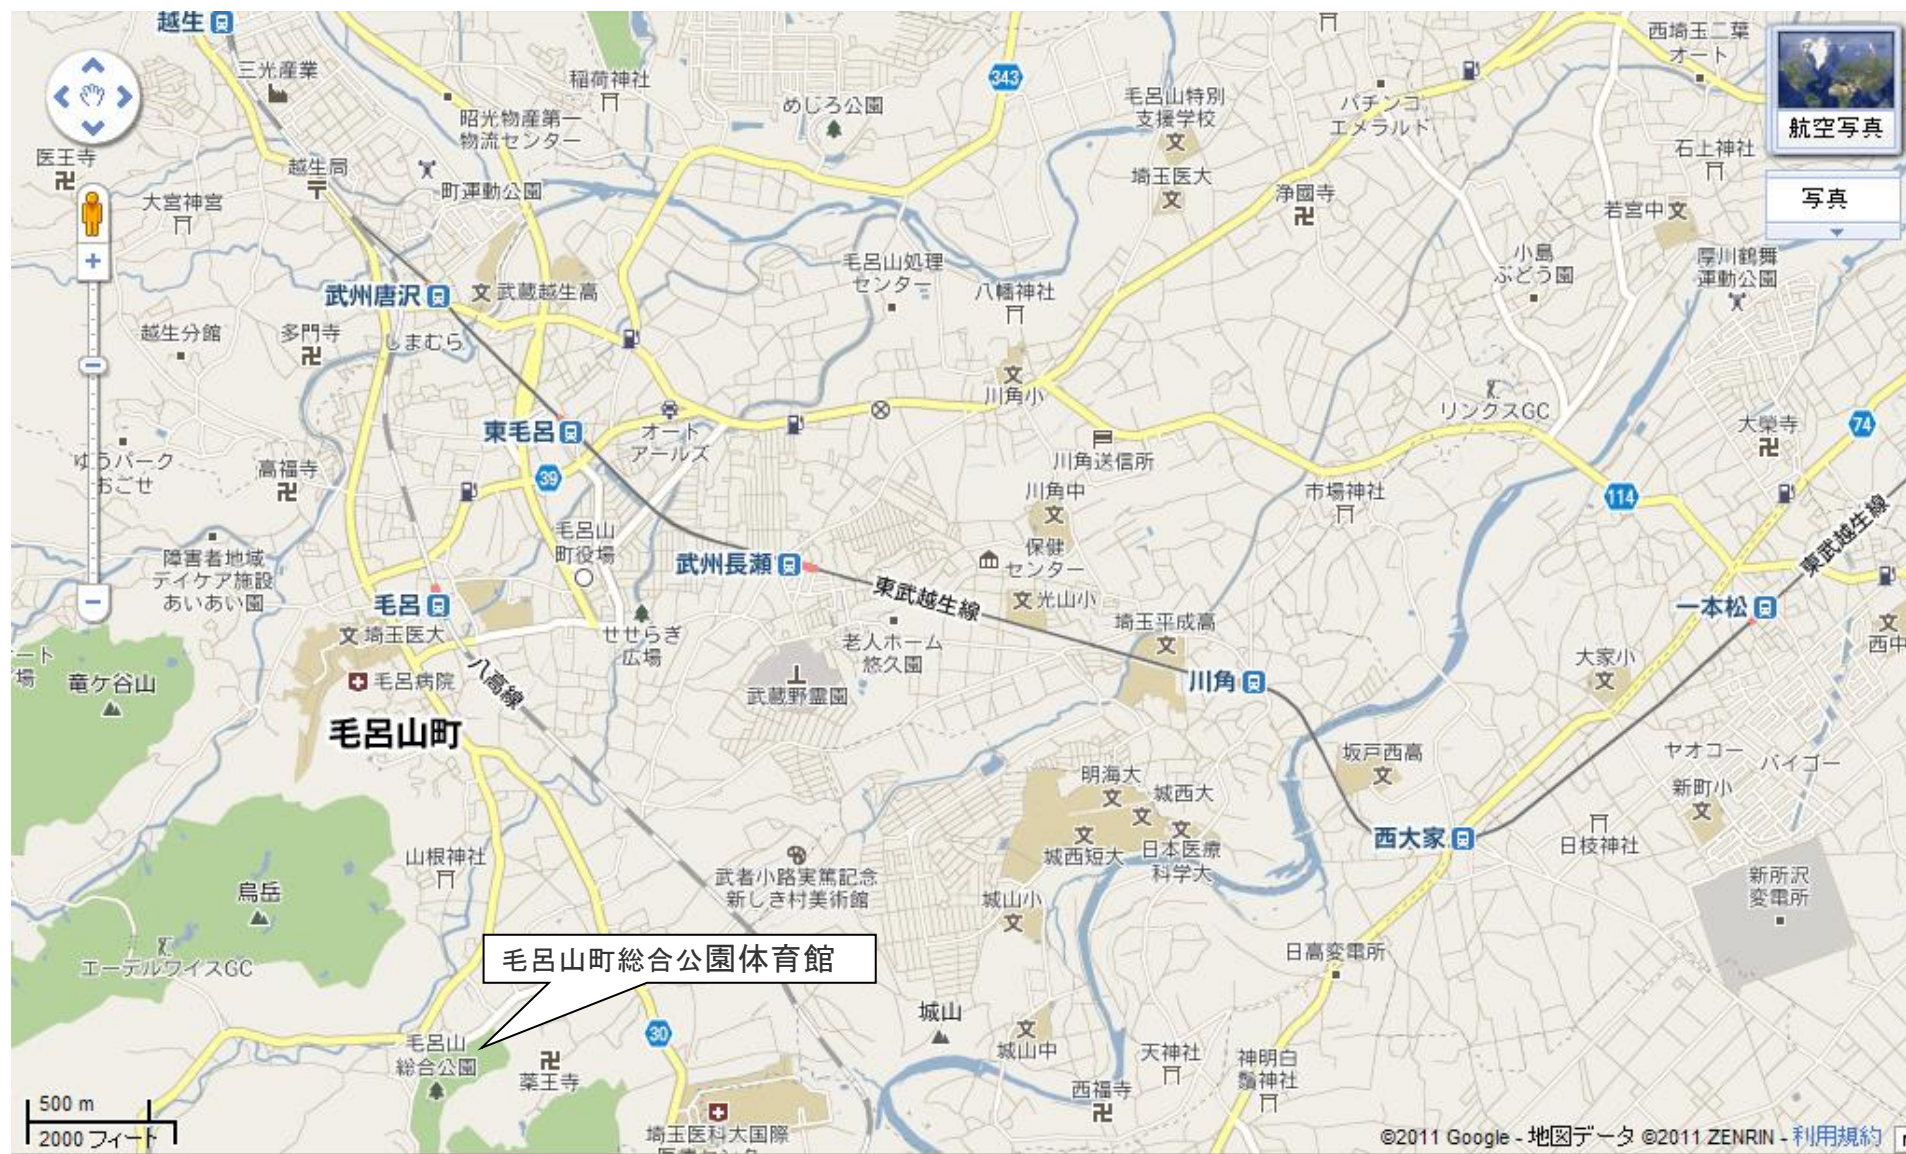 越生
三光産業
稲荷神社
343
めじろ公園
毛呂山特別
支援学校
パチンコ
エメラルド
西埼玉二葉
オート
航空写真
写真
昭光物産第一
物流センター
医王寺
越生局
大宮神宮
町運動公園
埼玉医大
浄國寺
石上神社
若宮中
武州唐沢
武蔵越生高
毛呂山処理
センター
八幡神社
小島
ぶどう園
厚川鶴舞
運動公園
越生分館
多門寺
しまむら
川角小
リンクスGC
大榮寺
74
東毛呂
オート
アールズ
川角送信所
ゆうパーク
おごせ
高福寺
39
川角中
市場神社
114
東武越生線
障害者地域
デイケア施設
あいあい園
毛呂山
町役場
武州長瀬
保健
センター
東武越生線
光山小
毛呂
埼玉医大
せせらぎ
広場
老人ホーム
悠久園
埼玉平成高
一本松
西中
ート
場
竜ケ谷山
毛呂病院
八高線
武蔵野霊園
川角
大家小
毛呂山町
坂戸西高
ヤオコー
バイゴー
明海大
城西大
新町小
城西短大
日本医療
科学大
西大家
日枝神社
山根神社
武者小路実篤記念
新しき村美術館
烏岳
城山小
新所沢
変電所
エーデルワイスGC
毛呂山町総合公園体育館
日高変電所
城山
毛呂山
総合公園
30
薬王寺
城山中
天神社
神明白
鬚神社
西福寺
500 m
2000 フィート
埼玉医科大国際
©2011 Google - 地図データ ©2011 ZENRIN - 利用規約